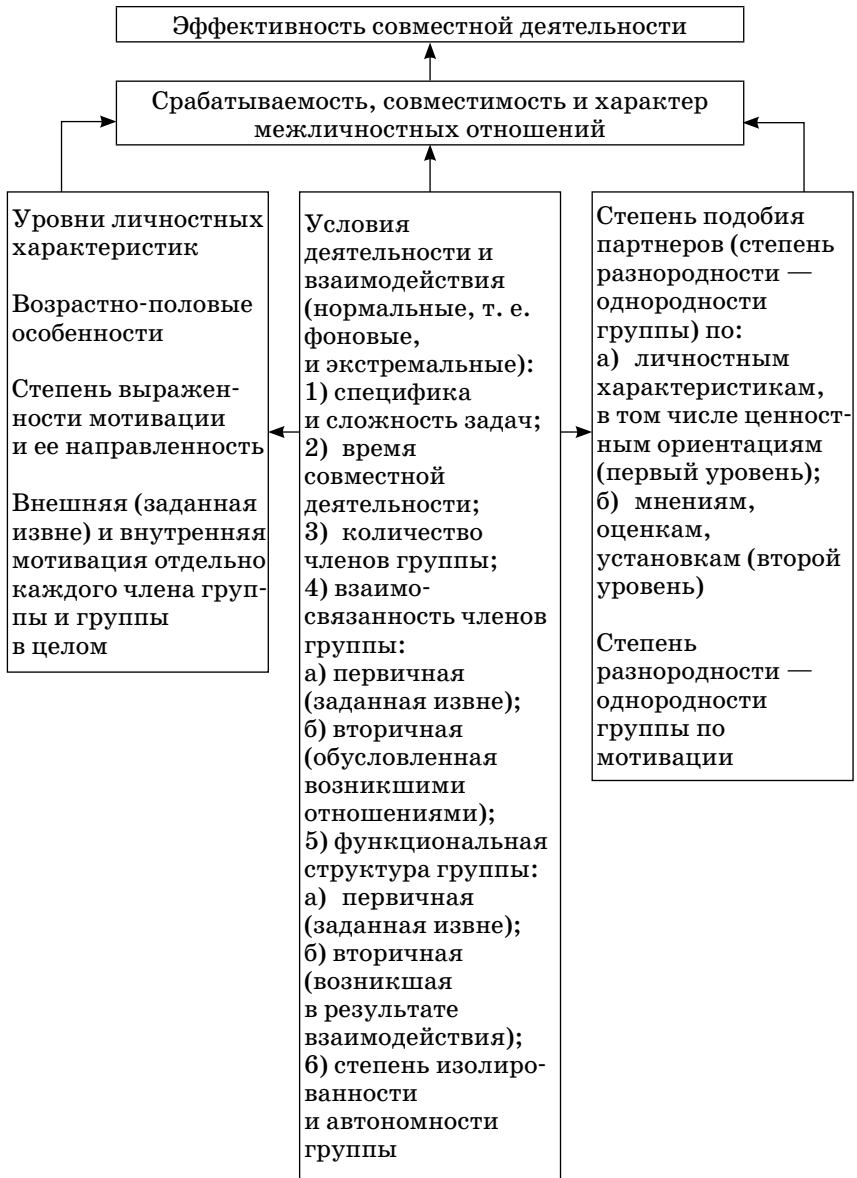 Эффективность совместной деятельности
Срабатываемость, совместимость и характер
межличностных отношений
Уровни личностных
характеристик
Возрастно-половые
особенности
Степень выражен-
ности мотивации
и ее направленность
Внешняя (заданная
извне) и внутренняя
мотивация отдельно
каждого члена груп-
пы и группы
в целом
Условия
деятельности и
взаимодействия
(нормальные, т. е.
фоновые,
и экстремальные):
1) специфика
и сложность задач;
2) время
совместной
деятельности;
3) количество
членов группы;
4) взаимо-
связанность членов
группы:
а) первичная
(заданная извне);
б) вторичная
(обусловленная
возникшими
отношениями);
5) функциональная
структура группы:
а) первичная
(заданная извне);
б) вторичная
(возникшая
в результате
взаимодействия);
6) степень изолиро-
ванности
и автономности
группы
Степень подобия
партнеров (степень
разнородности —
однородности
группы) по:
а) личностным
характеристикам,
в том числе ценност-
ным ориентациям
(первый уровень);
б) мнениям,
оценкам,
установкам (второй
уровень)
Степень
разнородности —
однородности
группы по
мотивации